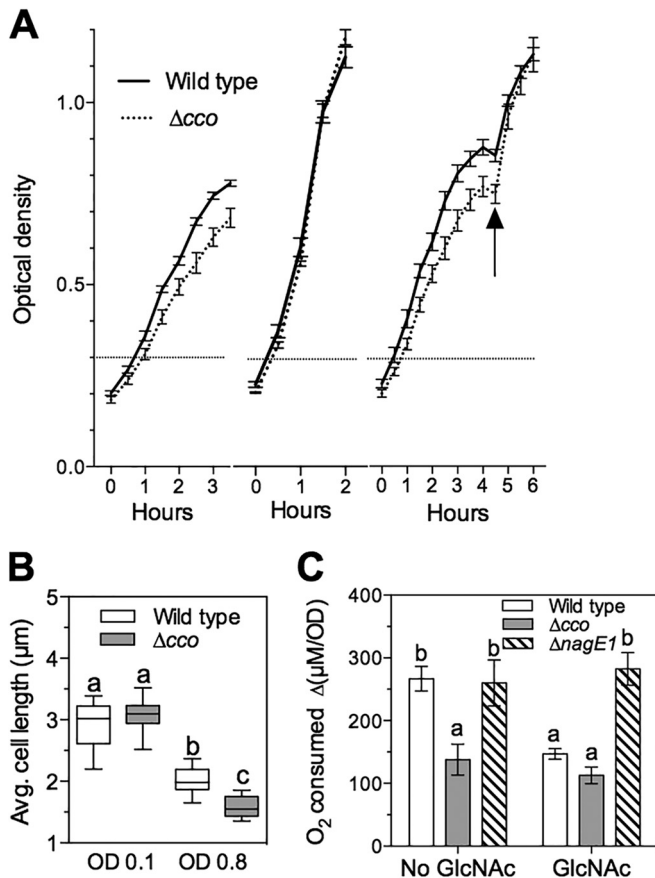 A
Wild type
Δcco
Optical density
1.0
0.5
0.0
0 1 2 3
0 1 2
0 1 2 3 4 5 6
Hours
Hours
Hours
B
Avg. cell length (μm)
5
4
3
2
1
Wild type
Δcco
a
a
b
c
OD 0.1
OD 0.8
C
O2 consumed Δ(μM/OD)
400
300
250
150
100
50
0
Wild type
Δcco
ΔnagE1
b
a
b
a
a
b
No GlcNAc
GlcNAc